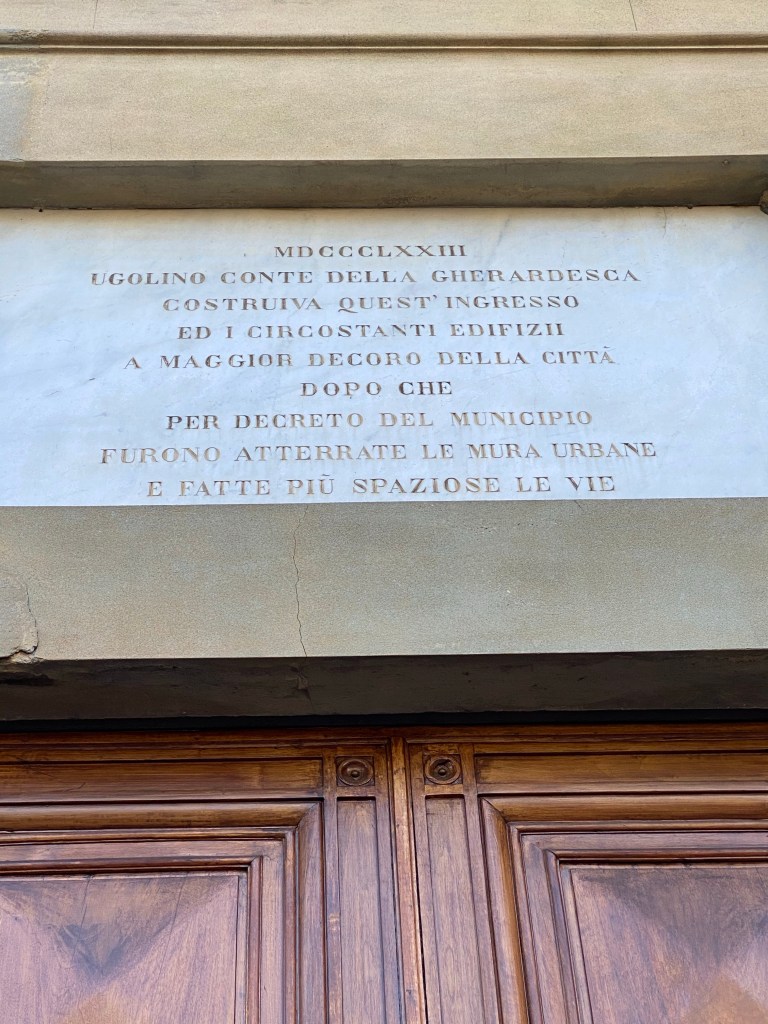 MDCCCLXXIII
UGOLINO CONTE DELLA GHERARDESCA
COSTRUIVA QUEST' INGRESSO
ED I CIRCOSTANTI EDIFIZII
A MAGGIOR DECORO DELLA CITTÀ
DOPO CHE
PER DECRETO DEL MUNICIPIO
FURONO ATTERRATE LE MURA URBANE
E FATTE PIÙ SPAZIOSE LE VIE